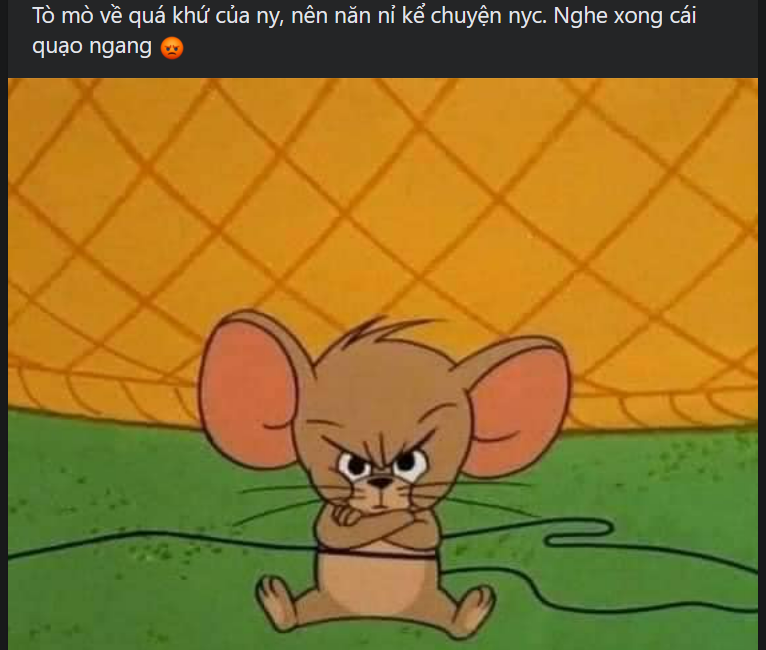 Tò mò về quá khứ của ny, nên năn nỉ kể chuyện nyc. Nghe xong cái
quạo ngang 😡